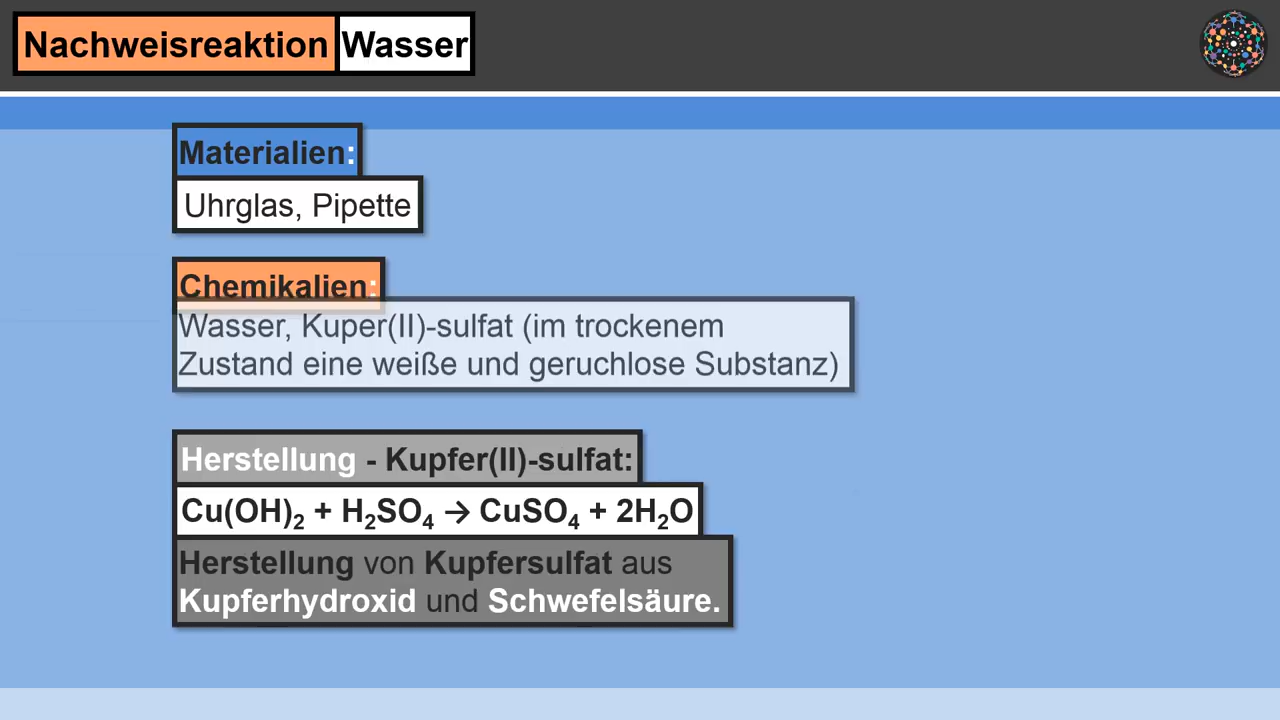 Nachweisreaktion Wasser
Materialien:
Uhrglas, Pipette
Chemikalien:
Wasser, Kuper(II)-sulfat (im trockenem
Zustand eine weiße und geruchlose Substanz)
Herstellung - Kupfer(II)-sulfat:
Cu(OH)₂ + H₂SO₄ → CuSO₄ + 2H₂O
Herstellung von Kupfersulfat aus
Kupferhydroxid und Schwefelsäure.